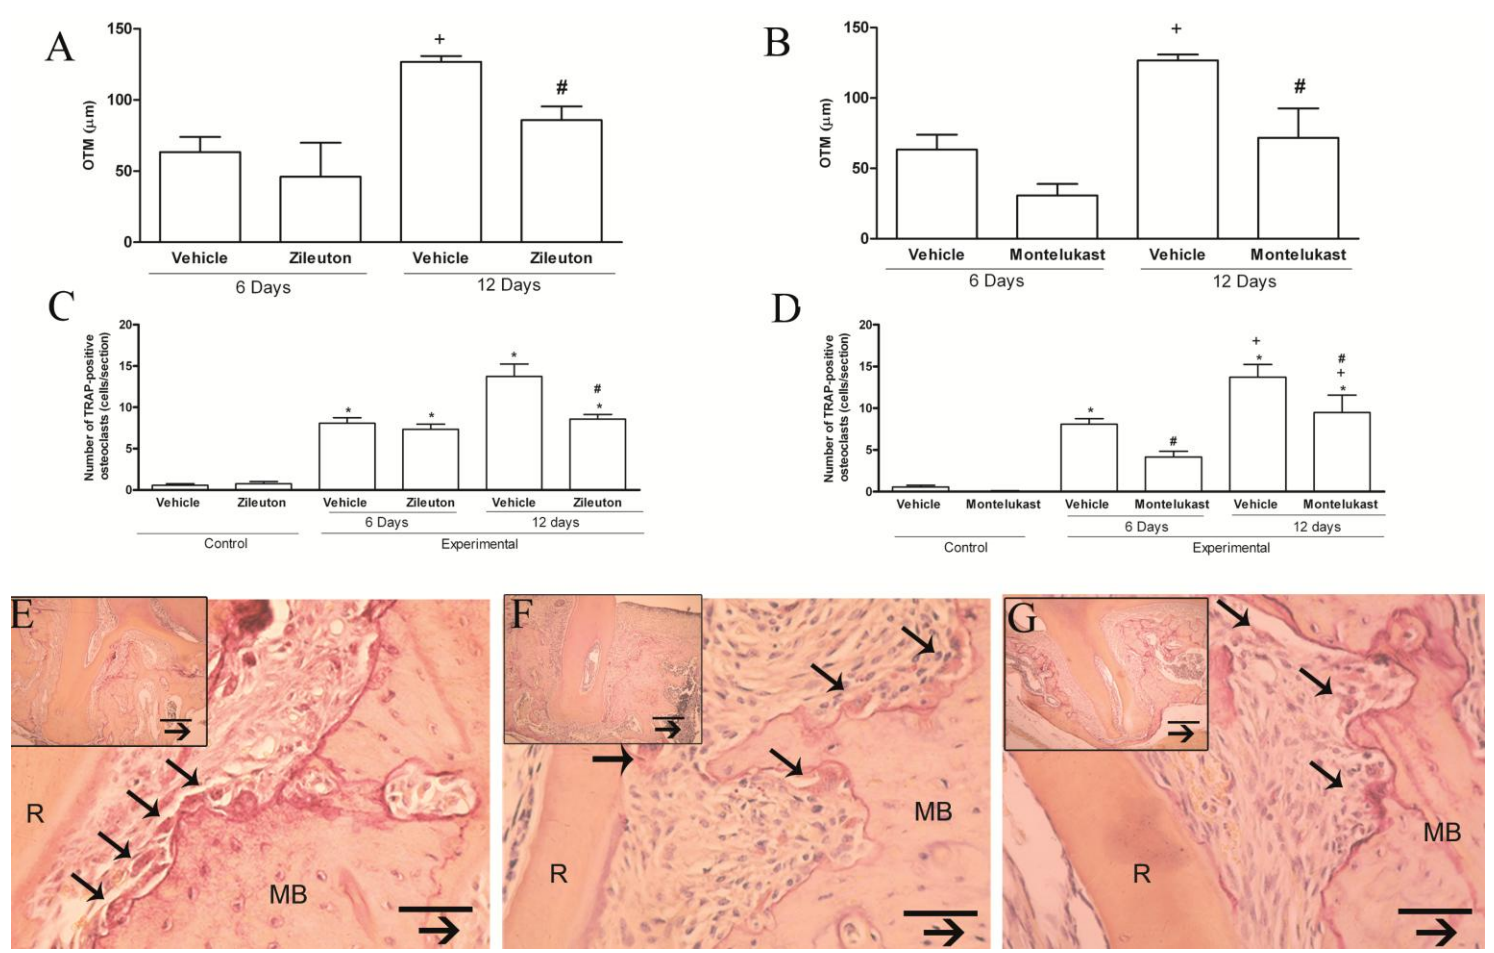 A
OTM (μm)
150
100
50
0
+
#
Vehicle Zileuton Vehicle Zileuton
6 Days 12 Days
B
OTM (μm)
150
100
50
0
+
#
Vehicle Montelukast Vehicle Montelukast
6 Days 12 Days
C
Number of TRAP-positive
osteoclasts (cells/section)
20
15
10
5
0
* * * # *
Vehicle Zileuton Vehicle Zileuton Vehicle Zileuton
6 Days 12 days
Control Experimental
D
Number of TRAP-positive
osteoclasts (cells/section)
20
15
10
5
0
* # + * # + *
Vehicle Montelukast Vehicle Montelukast Vehicle Montelukast
6 Days 12 days
Control Experimental
E
R
MB
F
R
MB
G
R
MB